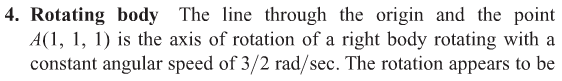 4. Rotating body The line through the origin and the point
A(1, 1, 1) is the axis of rotation of a right body rotating with a
constant angular speed of 3/2 rad/sec. The rotation appears to be